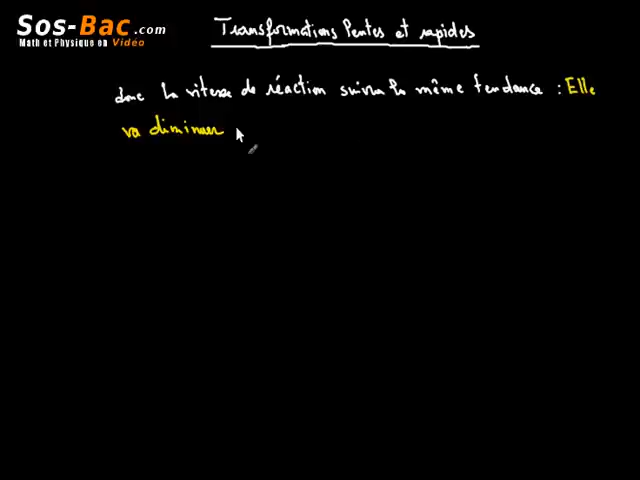 Sos-Bac.com
Math et Physique en Vidéo
Transformations lentes et rapides
donc la vitesse de réaction suivra la même tendance : Elle
va diminuer